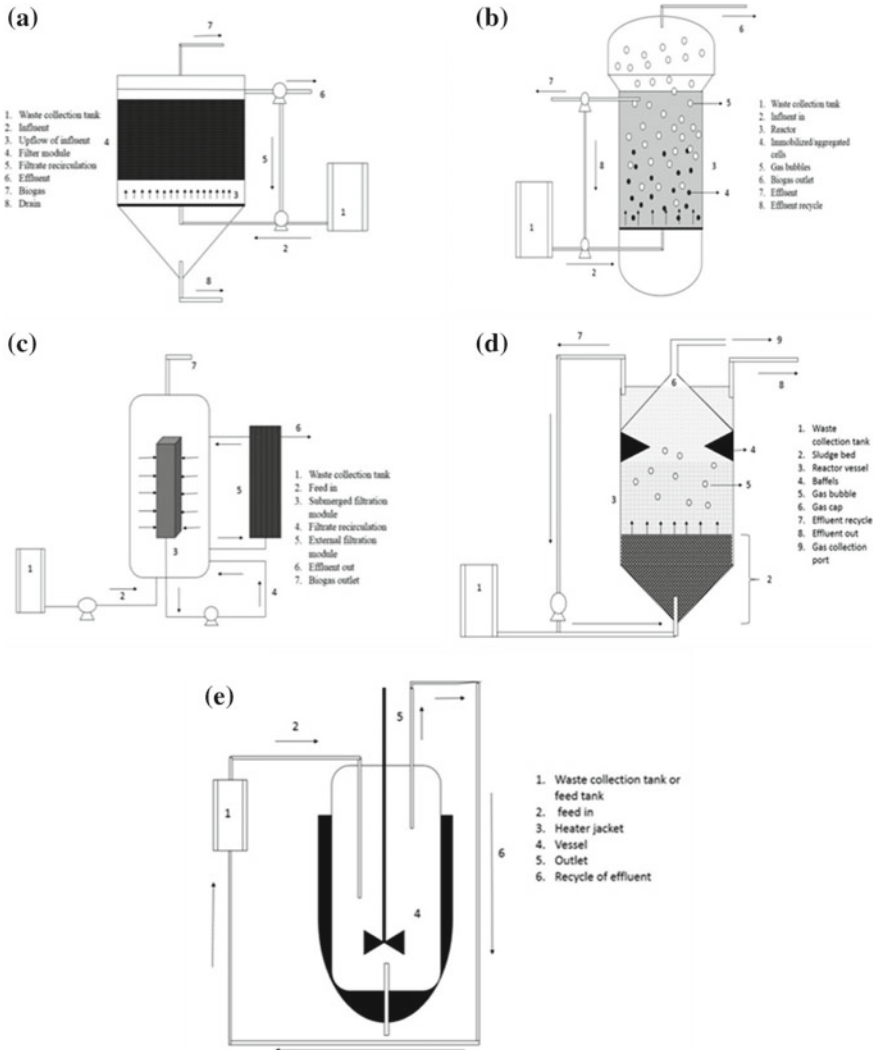 (a)
7
6
1. Waste collection tank
2. Influent
3. Upflow of influent
4. Filter module
5. Filtrate recirculation
6. Effluent
7. Biogas
8. Drain
4
5
3
1
2
8
(b)
6
7
5
1. Waste collection tank
2. Influent in
3. Reactor
4. Immobilized/aggregated
cells
5. Gas bubbles
6. Biogas outlet
7. Effluent
8. Effluent recycle
8
3
4
1
2
(c)
7
6
5
1. Waste collection tank
2. Feed in
3. Submerged filtration
module
4. Filtrate recirculation
5. External filtration
module
6. Effluent out
7. Biogas outlet
3
1
2
4
(d)
7
9
6
8
1. Waste
collection tank
2. Sludge bed
3. Reactor vessel
4. Baffels
5. Gas bubble
6. Gas cap
7. Effluent recycle
8. Effluent out
9. Gas collection
port
4
5
3
2
1
(e)
2
5
1
1. Waste collection tank or
feed tank
2. feed in
3. Heater jacket
4. Vessel
5. Outlet
6. Recycle of effluent
6
4